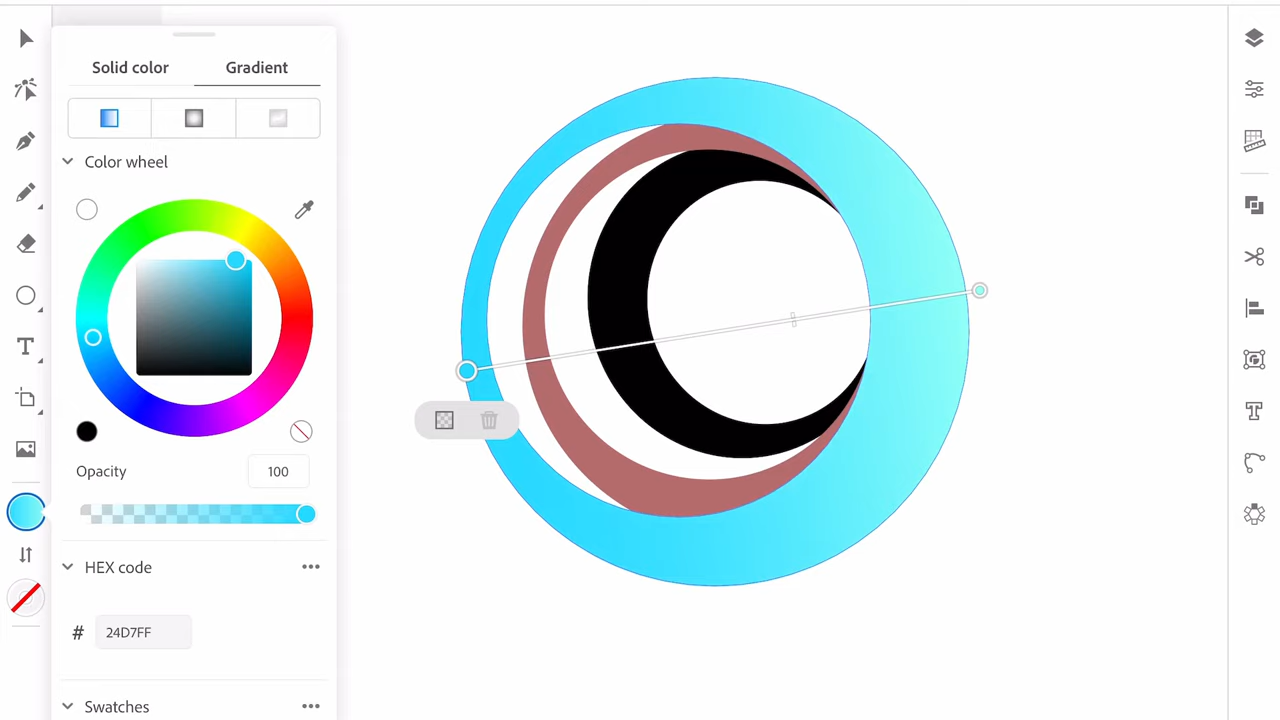 Solid color
Gradient
Color wheel
Opacity
100
HEX code
•••
# 24D7FF
Swatches
•••